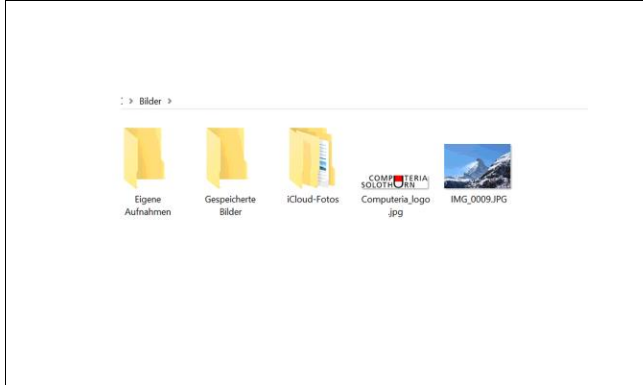 > Bilder >
COMPUTERIA
SOLOTHURN
Eigene
Aufnahmen
Gespeicherte
Bilder
iCloud-Fotos
Computeria_logo
.jpg
IMG_0009.JPG